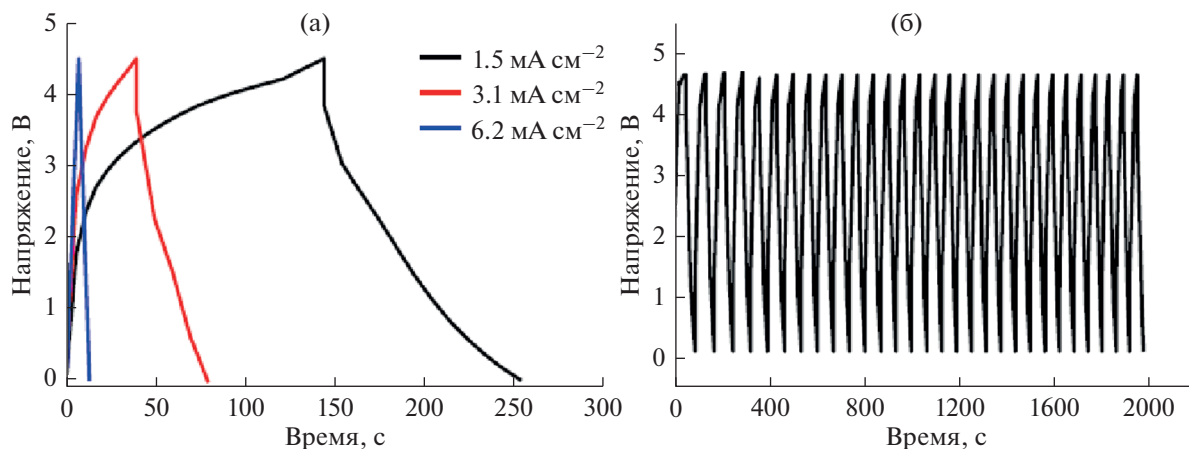 (а)
5
4
3
2
1
0
Напряжение, В
0
50
100
150
200
250
300
Время, с
1.5 мА см−2
3.1 мА см−2
6.2 мА см−2
(б)
5
4
3
2
1
0
Напряжение, В
0
400
800
1200
1600
2000
Время, с